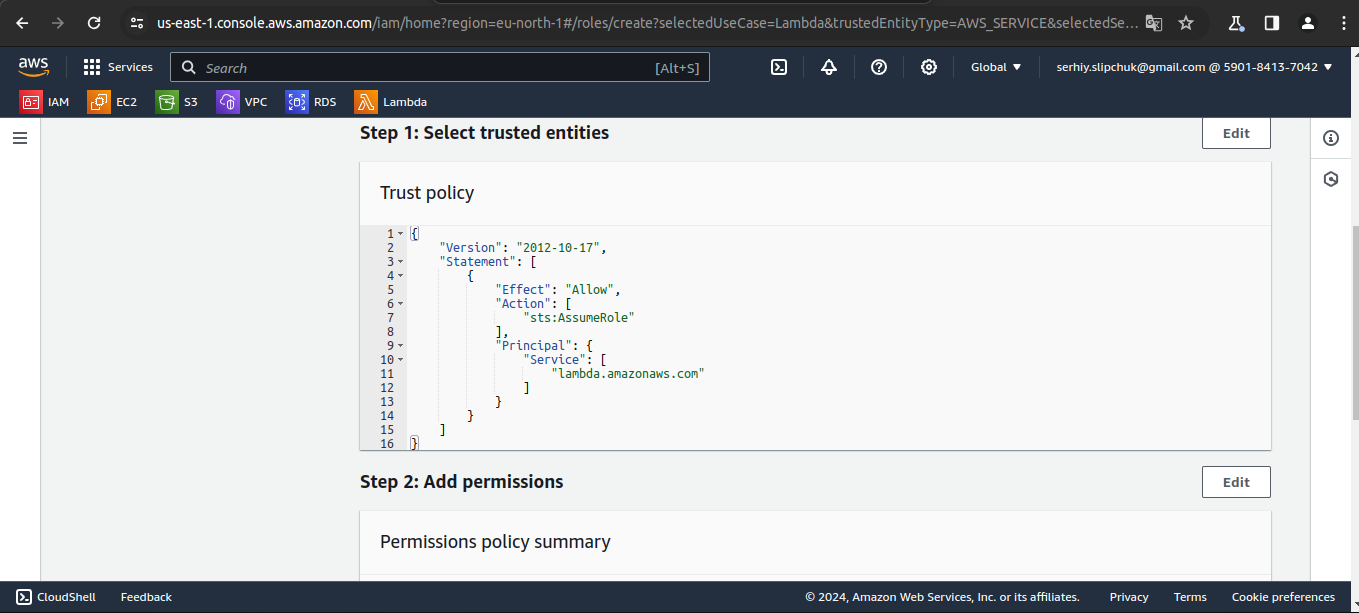 us-east-1.console.aws.amazon.com/iam/home?region=eu-north-1#/roles/create?selectedUseCase=Lambda&trustedEntityType=AWS_SERVICE&selectedSe...
aws
Services
Search
[Alt+S]
Global
serhiy.slipchuk@gmail.com @ 5901-8413-7042
IAM
EC2
S3
VPC
RDS
Lambda
Step 1: Select trusted entities
Edit
Trust policy
1 {
2 "Version": "2012-10-17",
3 "Statement": [
4 {
5 "Effect": "Allow",
6 "Action": [
7 "sts:AssumeRole"
8 ],
9 "Principal": {
10 "Service": [
11 "lambda.amazonaws.com"
12 ]
13 }
14 }
15 ]
16 }
Step 2: Add permissions
Edit
Permissions policy summary
CloudShell
Feedback
© 2024, Amazon Web Services, Inc. or its affiliates.
Privacy
Terms
Cookie preferences